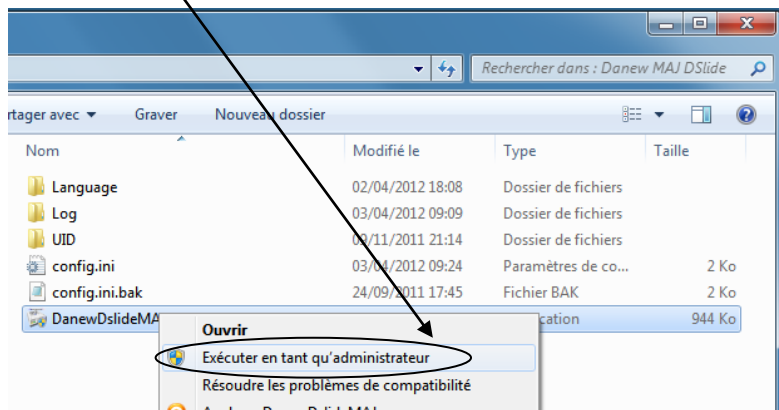 Rechercher dans : Danew MAJ DSlide
rtager avec Graver Nouveau dossier
Nom Modifié le Type Taille
Language 02/04/2012 18:08 Dossier de fichiers
Log 03/04/2012 09:09 Dossier de fichiers
UID 09/11/2011 21:14 Dossier de fichiers
config.ini 03/04/2012 09:24 Paramètres de co... 2 Ko
config.ini.bak 24/09/2011 17:45 Fichier BAK 2 Ko
DanewDslideMA cation 944 Ko
Ouvrir
Exécuter en tant qu'administrateur
Résoudre les problèmes de compatibilité